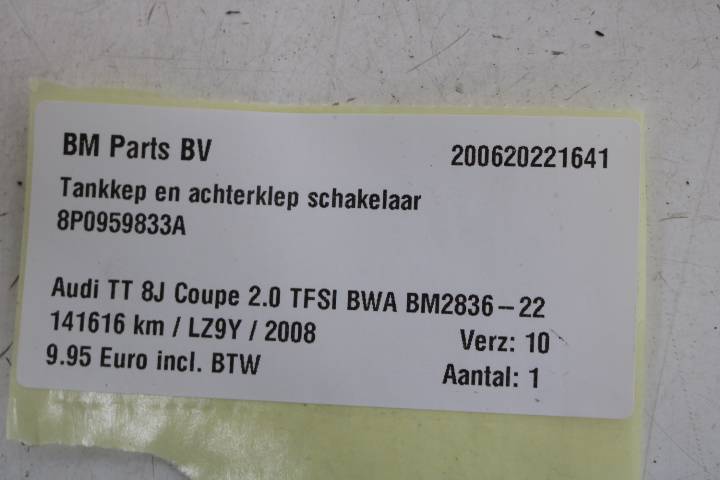 BM Parts BV 200620221641
Tankkep en achterklep schakelaar
8P0959833A
Audi TT 8J Coupe 2.0 TFSI BWA BM2836-22
141616 km / LZ9Y / 2008 Verz: 10
9.95 Euro incl. BTW Aantal: 1